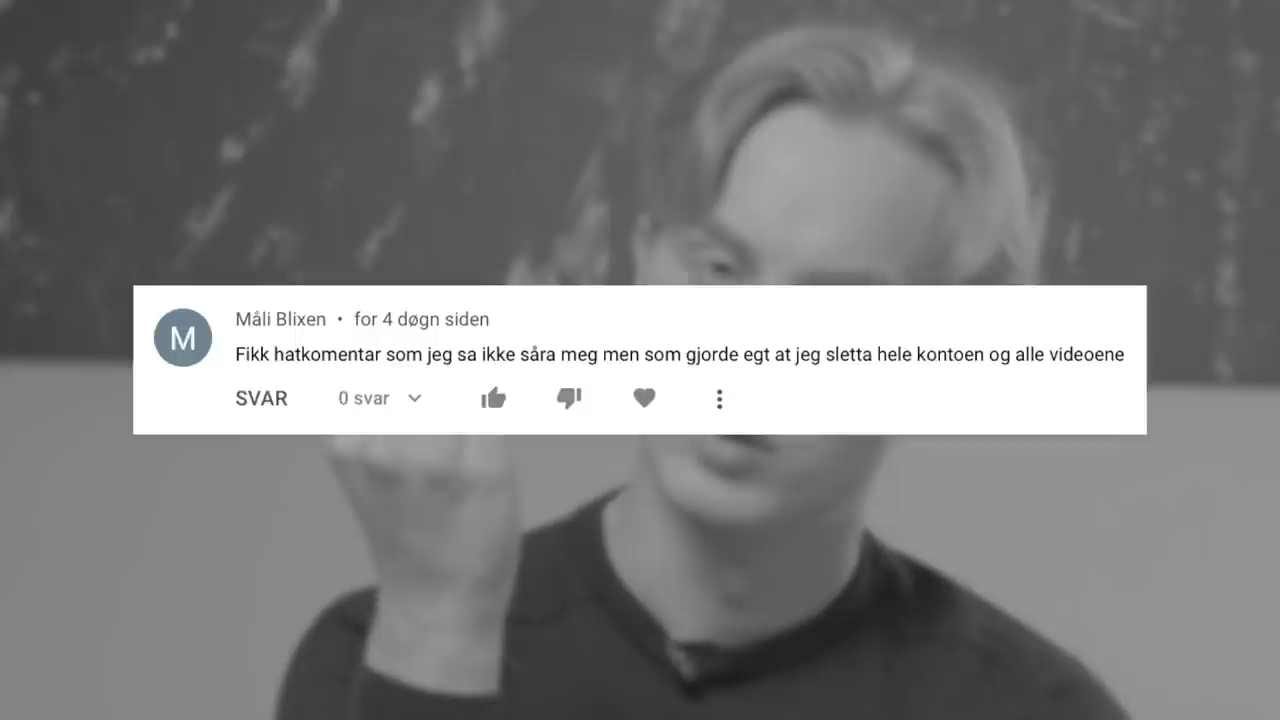 M
Måli Blixen • for 4 døgn siden
Fikk hatkomentar som jeg sa ikke såra meg men som gjorde egt at jeg sletta hele kontoen og alle videoene
SVAR 0 svar